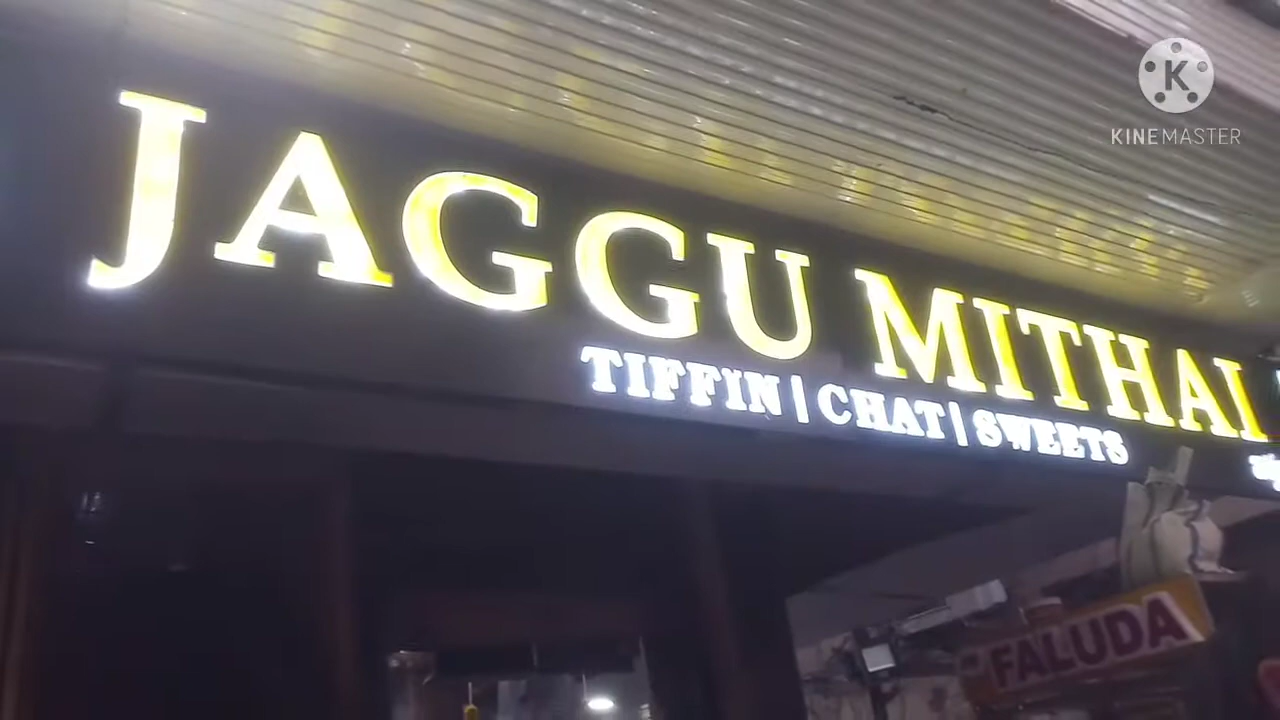 K
KINEMASTER
JAGGU MITHAI
TIFFIN | CHAT | SWEETS
FALUDA